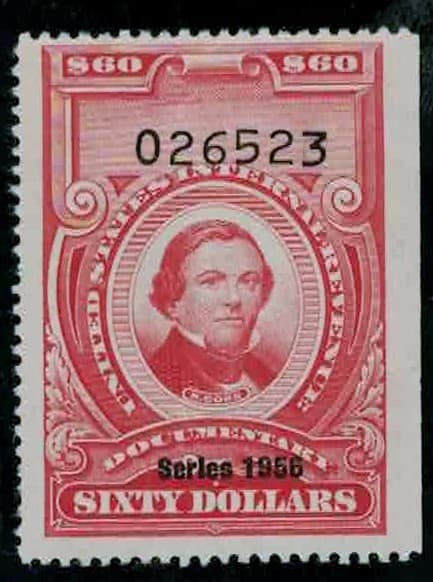 $60 $60
026523
UNITED STATES INTERNAL REVENUE
DOCUMENTARY
Series 1956
SIXTY DOLLARS